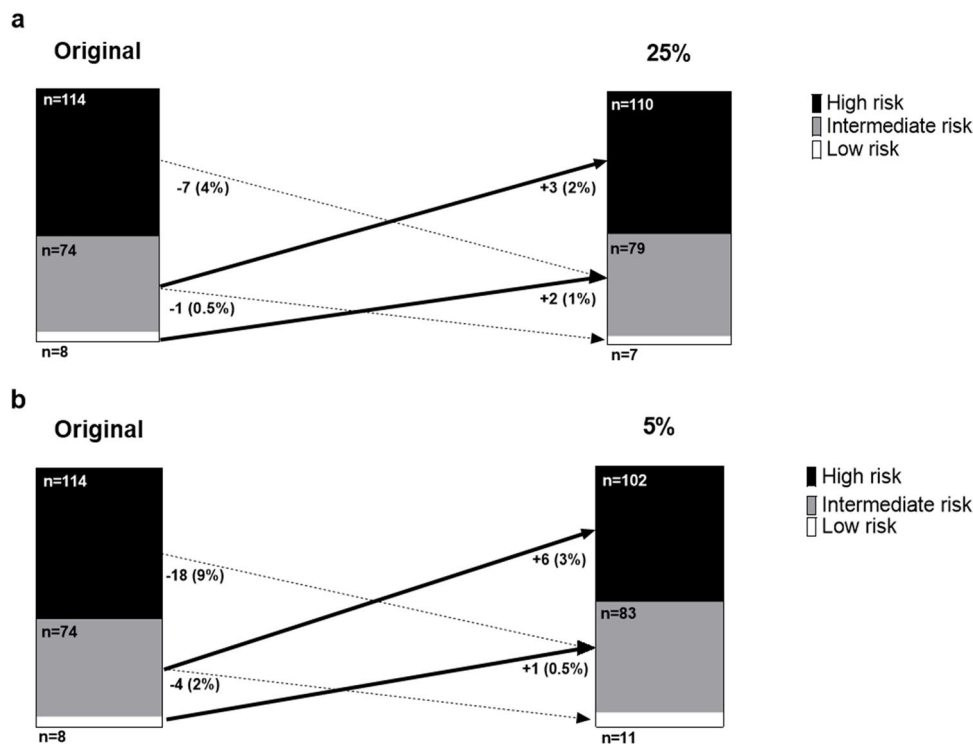 a
Original
25%
n=114
n=110
High risk
Intermediate risk
Low risk
-7 (4%)
+3 (2%)
n=74
n=79
-1 (0.5%)
+2 (1%)
n=8
n=7
b
Original
5%
n=114
n=102
High risk
Intermediate risk
Low risk
-18 (9%)
+6 (3%)
n=74
n=83
-4 (2%)
+1 (0.5%)
n=8
n=11